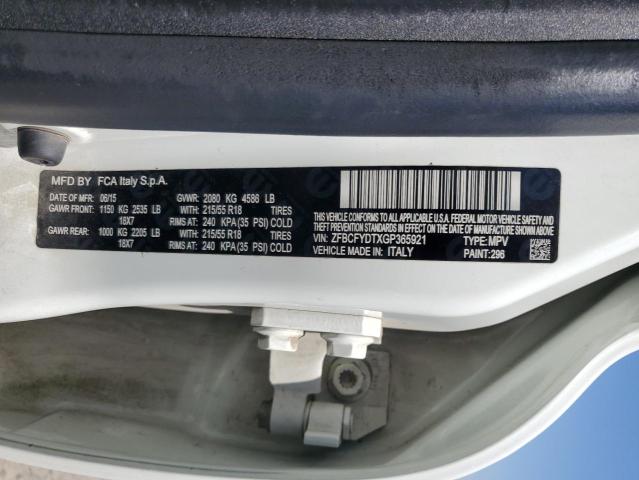 MFD BY FCA Italy S.p.A.
DATE OF MFR: 06/15 GVWR: 2080 KG 4586 LB
GAWR FRONT: 1150 KG 2535 LB WITH: 215/55 R18 TIRES
18X7 RIMS AT: 240 KPA(35 PSI) COLD
GAWR REAR: 1000 KG 2205 LB WITH: 215/55 R18 TIRES
18X7 RIMS AT: 240 KPA(35 PSI) COLD
THIS VEHICLE CONFORMS TO ALL APPLICABLE U.S.A. FEDERAL MOTOR VEHICLE SAFETY,
BUMPER, AND THEFT PREVENTION STANDARDS IN EFFECT ON THE DATE OF MANUFACTURE SHOWN ABOVE.
VIN: ZFBCFYDTXGP365921 TYPE: MPV
VEHICLE MADE IN: ITALY PAINT: 296